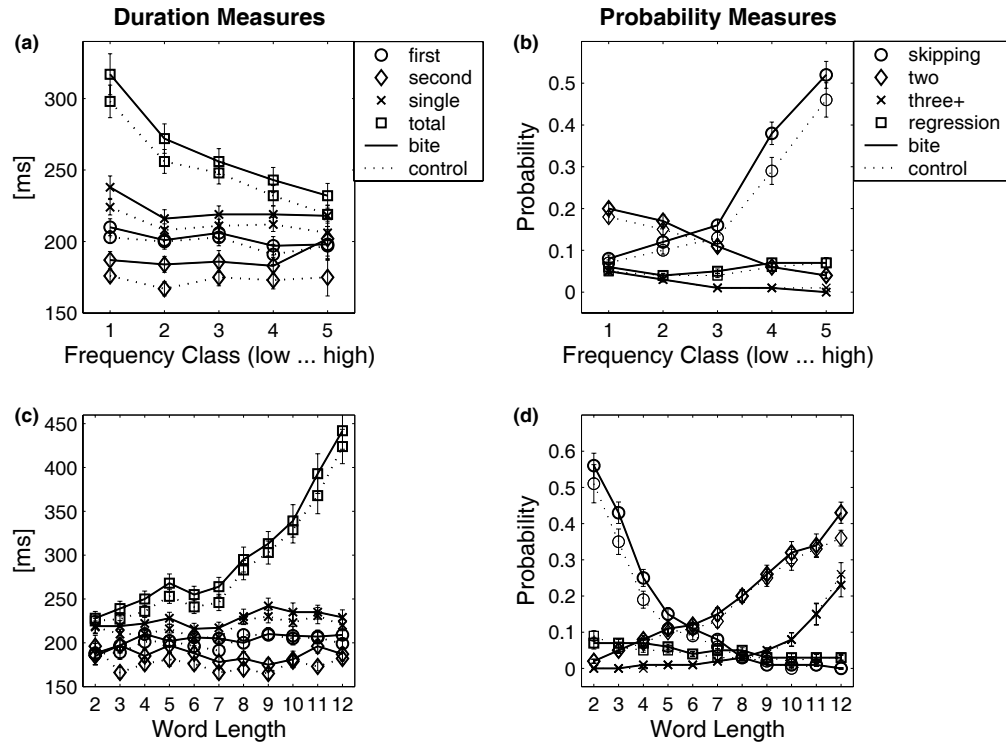 Duration Measures
Probability Measures
(a)
300
250
200
150
[ms]
1 2 3 4 5
Frequency Class (low ... high)
first
second
single
total
bite
control
(b)
0.5
0.4
0.3
0.2
0.1
0
Probability
1 2 3 4 5
Frequency Class (low ... high)
skipping
two
three+
regression
bite
control
(c)
450
400
350
300
250
200
150
[ms]
2 3 4 5 6 7 8 9 10 11 12
Word Length
(d)
0.6
0.5
0.4
0.3
0.2
0.1
0
Probability
2 3 4 5 6 7 8 9 10 11 12
Word Length